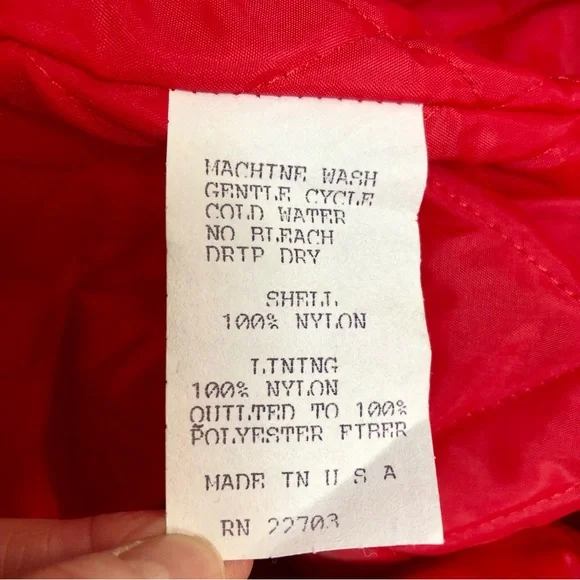 MACHINE WASH
GENTLE CYCLE
COLD WATER
NO BLEACH
DRIP DRY
SHELL
100% NYLON
LINING
100% NYLON
QUILTED TO 100%
POLYESTER FIBER
MADE IN U S A
RN 22703